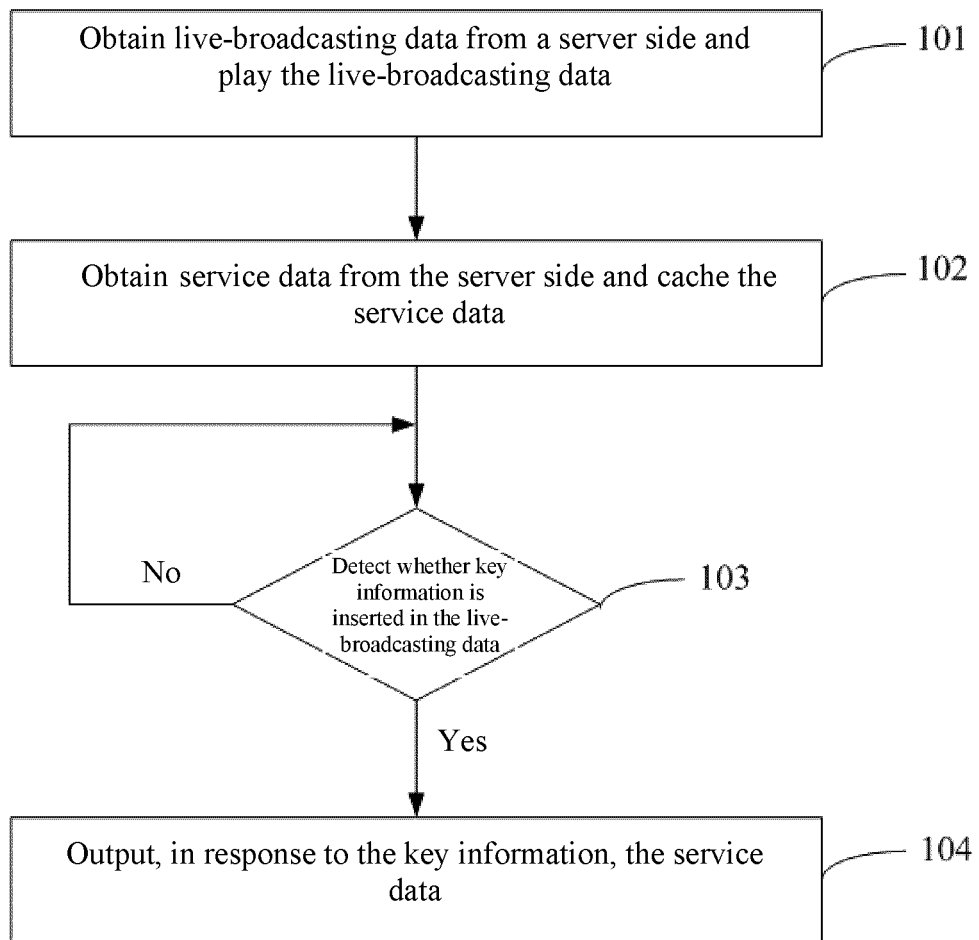 Obtain live-broadcasting data from a server side and
play the live-broadcasting data
101
Obtain service data from the server side and cache the
service data
102
Detect whether key
information is
inserted in the live-
broadcasting data
103
No
Yes
Output, in response to the key information, the service
data
104